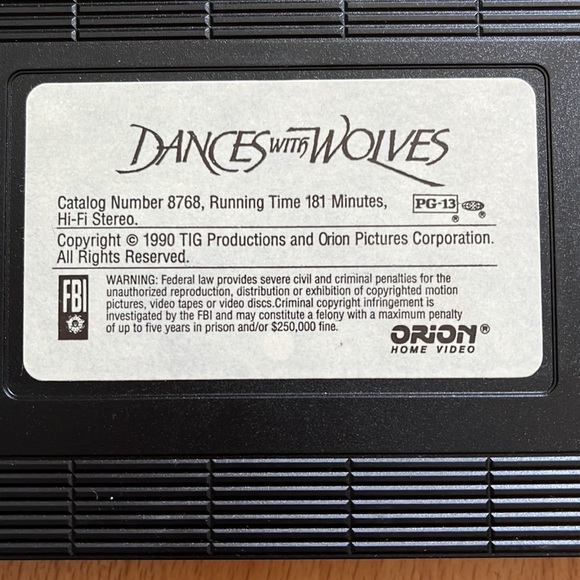 DANCES WITH WOLVES
Catalog Number 8768, Running Time 181 Minutes, PG-13
Hi-Fi Stereo. ® ®
Copyright © 1990 TIG Productions and Orion Pictures Corporation.
All Rights Reserved.
FBI
WARNING: Federal law provides severe civil and criminal penalties for the
unauthorized reproduction, distribution or exhibition of copyrighted motion
pictures, video tapes or video discs.Criminal copyright infringement is
investigated by the FBI and may constitute a felony with a maximum penalty
of up to five years in prison and/or $250,000 fine.
ORION®
HOME VIDEO